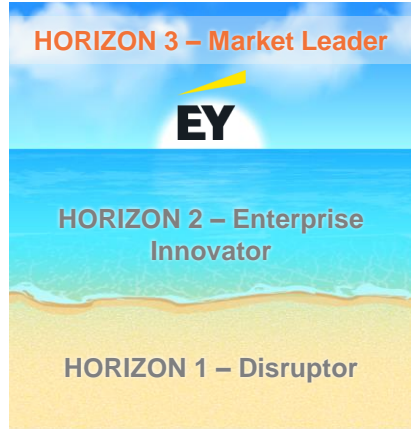 HORIZON 3 – Market Leader
EY
HORIZON 2 – Enterprise
Innovator
HORIZON 1 – Disruptor